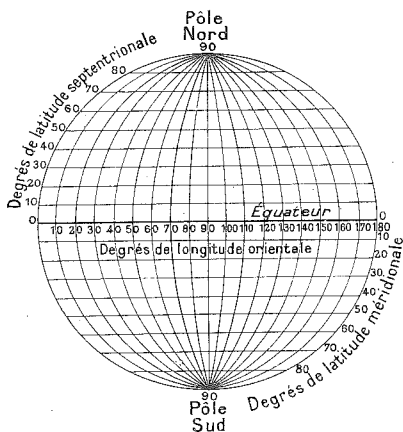 Pôle
Nord
90
Degrés de latitude septentrionale
80
70
60
50
40
30
20
10
0
Équateur
0
10 20 30 40 50 60 70 80 90 100 110 120 130 140 150 160 170 180
Degrés de longitude orientale
10
20
30
40
50
60
70
80
Degrés de latitude méridionale
90
Pôle
Sud